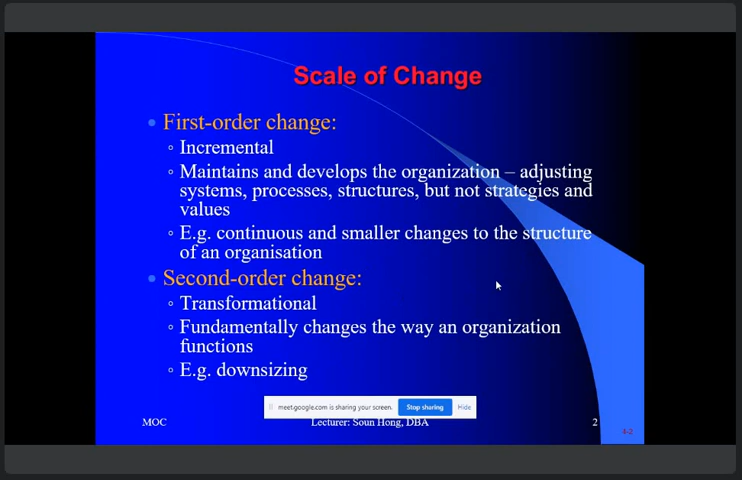 Scale of Change
First-order change:
Incremental
Maintains and develops the organization – adjusting
systems, processes, structures, but not strategies and
values
E.g. continuous and smaller changes to the structure
of an organisation
Second-order change:
Transformational
Fundamentally changes the way an organization
functions
E.g. downsizing
meet.google.com is sharing your screen. Stop sharing Hide
MOC Lecturer: Soun Hong, DBA 2
4-2